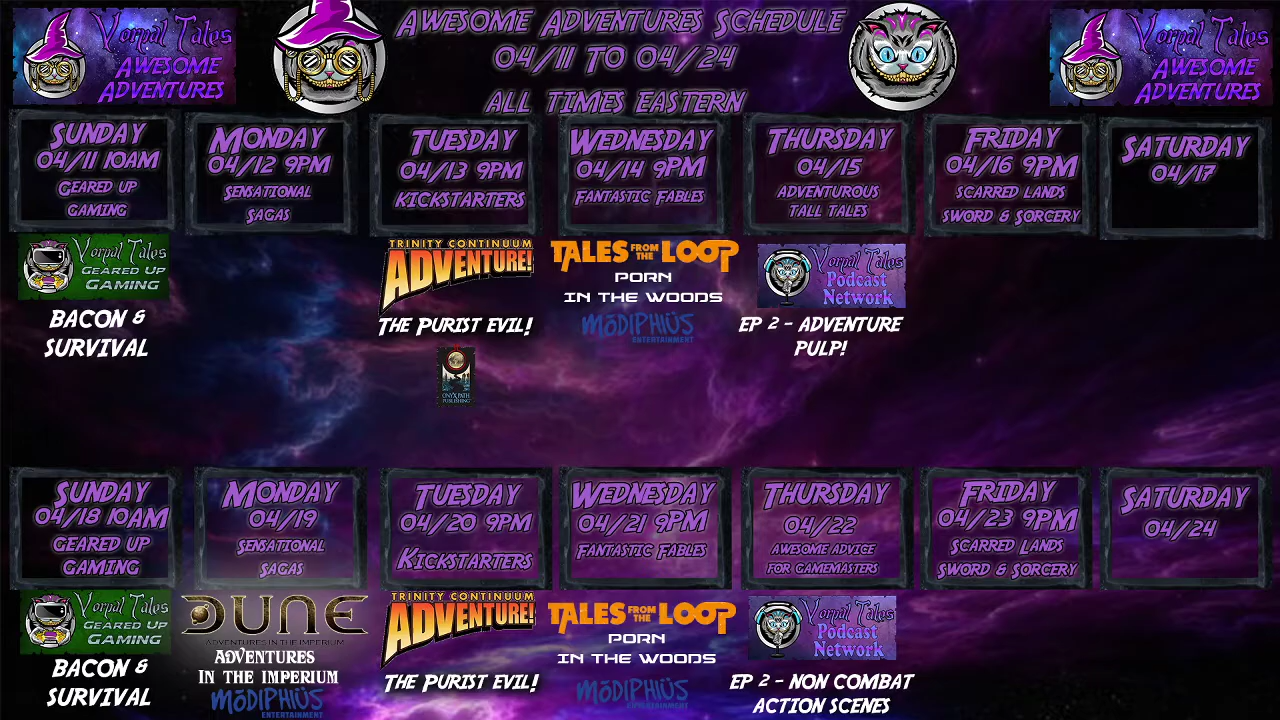 Vorpal Tales
Awesome
Adventures
Awesome Adventures Schedule
04/11 to 04/24
All Times Eastern
Vorpal Tales
Awesome
Adventures
Sunday
04/11 10AM
Geared Up
Gaming
Monday
04/12 9PM
Sensational
Sagas
Tuesday
04/13 9PM
Kickstarters
Wednesday
04/14 9PM
Fantastic Fables
Thursday
04/15
Adventurous
Tall Tales
Friday
04/16 9PM
Scarred Lands
Sword & Sorcery
Saturday
04/17
Vorpal Tales
Geared Up
Gaming
Bacon &
Survival
Trinity Continuum
Adventure!
The Purist Evil!
Onyx Path
Publishing
Tales from the Loop
Porn
in the Woods
Mōdiphiüs
Entertainment
Vorpal Tales
Podcast
Network
Ep 2 - Adventure
Pulp!
Sunday
04/18 10AM
Geared Up
Gaming
Monday
04/19
Sensational
Sagas
Tuesday
04/20 9PM
Kickstarters
Wednesday
04/21 9PM
Fantastic Fables
Thursday
04/22
Awesome Advice
for Gamemasters
Friday
04/23 9PM
Scarred Lands
Sword & Sorcery
Saturday
04/24
Vorpal Tales
Geared Up
Gaming
Bacon &
Survival
Dune
Adventures in the Imperium
Adventures
in the Imperium
Mōdiphiüs
Entertainment
Trinity Continuum
Adventure!
The Purist Evil!
Tales from the Loop
Porn
in the Woods
Mōdiphiüs
Entertainment
Vorpal Tales
Podcast
Network
Ep 2 - Non Combat
Action Scenes